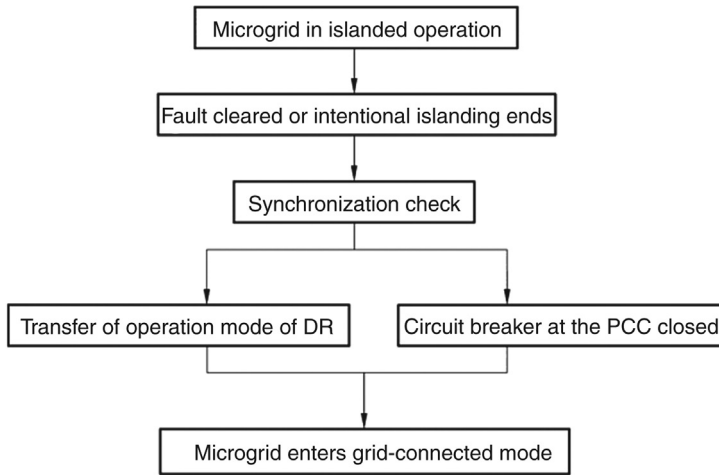 Microgrid in islanded operation
Fault cleared or intentional islanding ends
Synchronization check
Transfer of operation mode of DR
Circuit breaker at the PCC closed
Microgrid enters grid-connected mode